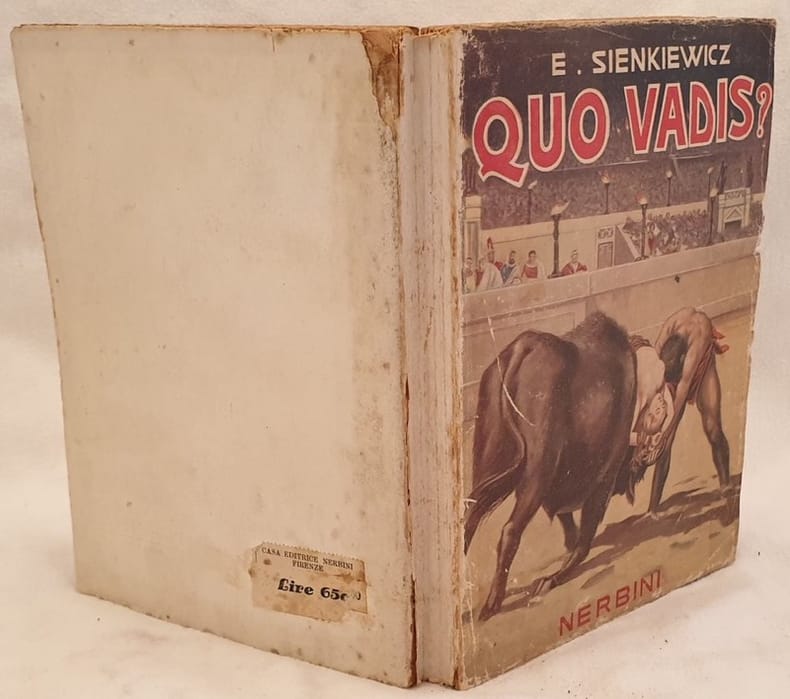 E. SIENKIEWICZ
QUO VADIS?
NERBINI
CASA EDITRICE NERBINI
FIRENZE
Lire 650